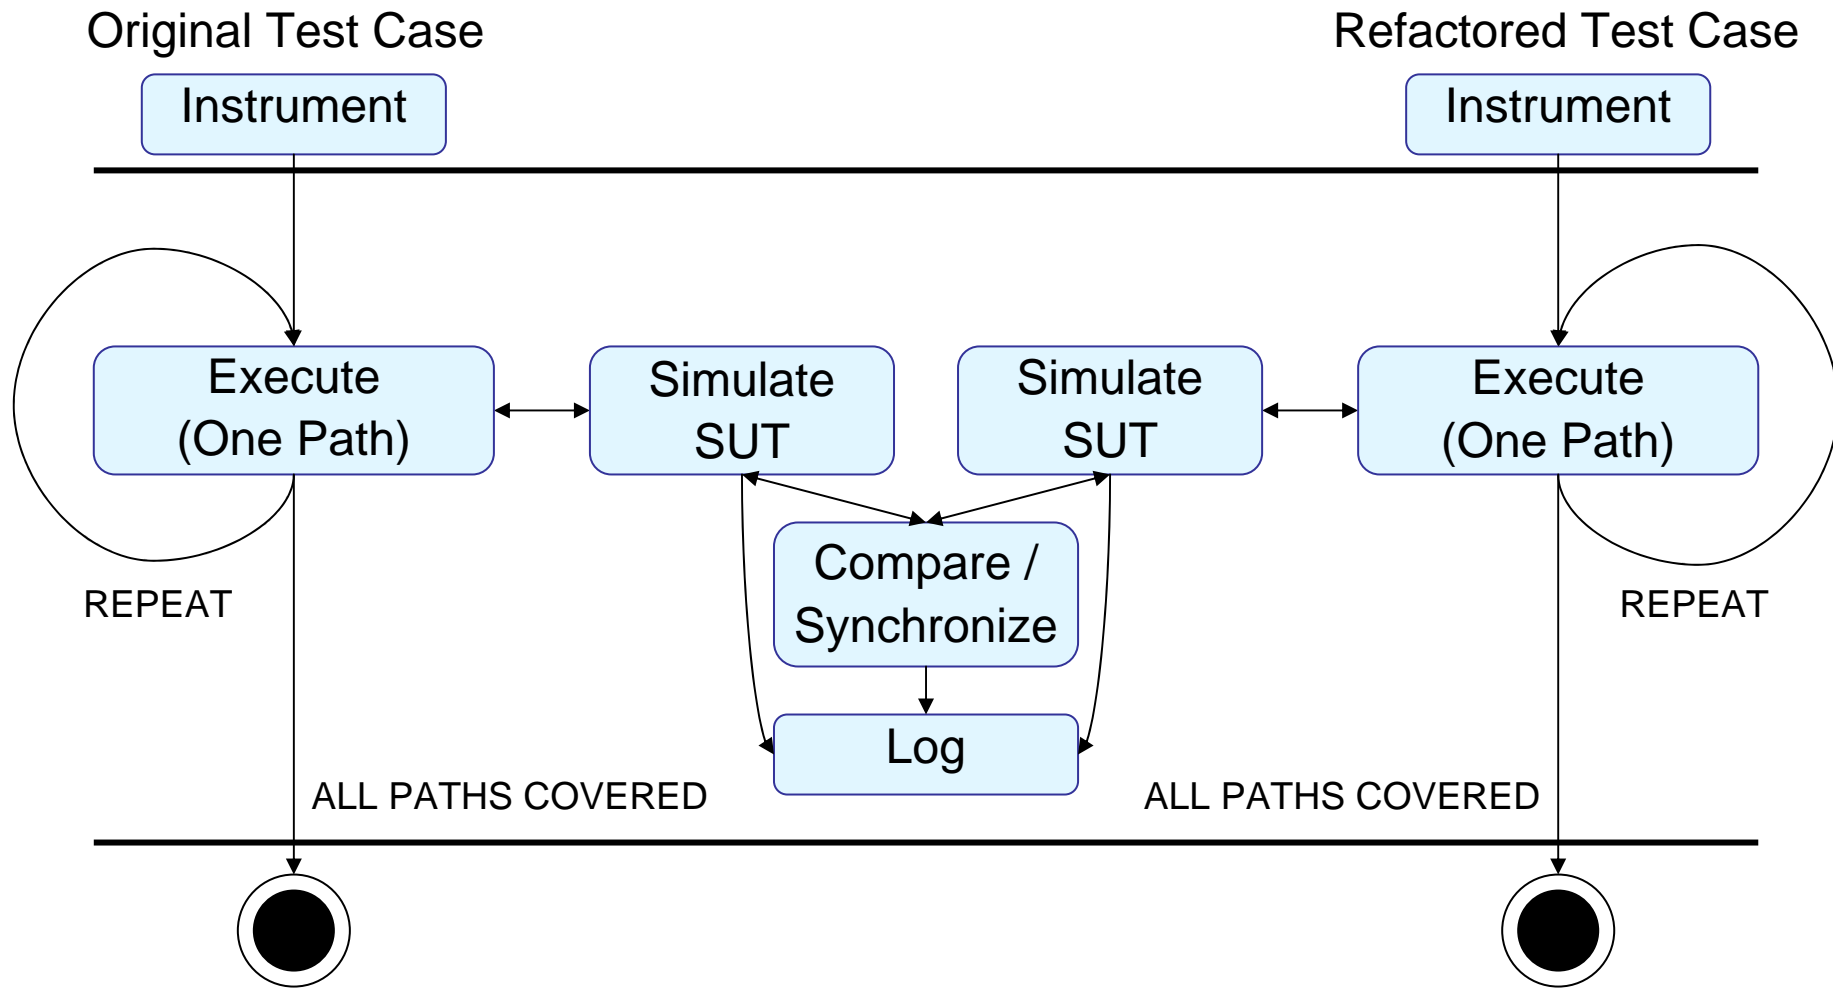 Original Test Case
Refactored Test Case
Instrument
Instrument
Execute
(One Path)
Simulate
SUT
Simulate
SUT
Execute
(One Path)
Compare /
Synchronize
REPEAT
REPEAT
Log
ALL PATHS COVERED
ALL PATHS COVERED